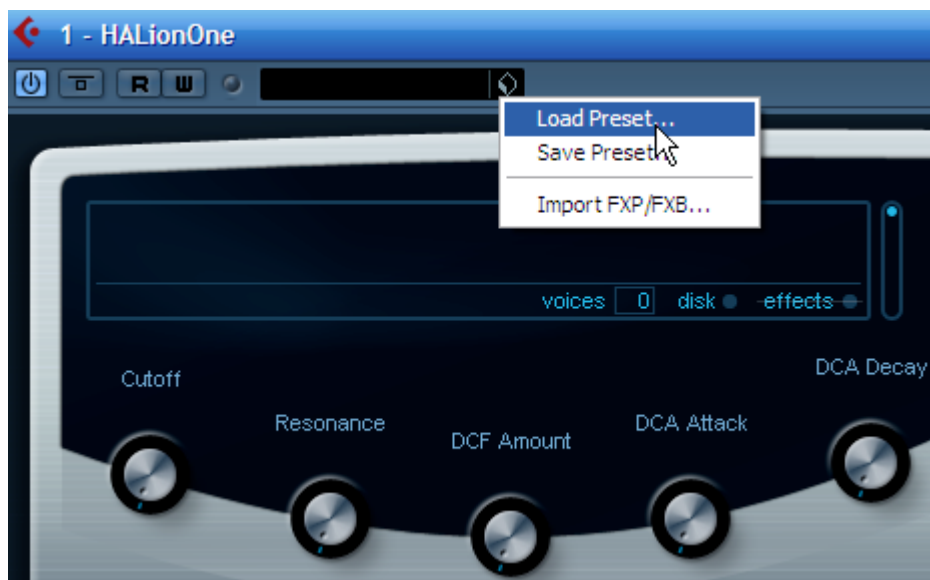 1 - HALionOne
R W
Load Preset...
Save Preset
Import FXP/FXB...
voices 0 disk effects
Cutoff
Resonance
DCF Amount
DCA Attack
DCA Decay